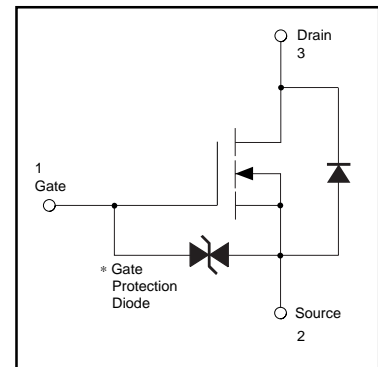 Drain
3
1
Gate
* Gate
Protection
Diode
Source
2